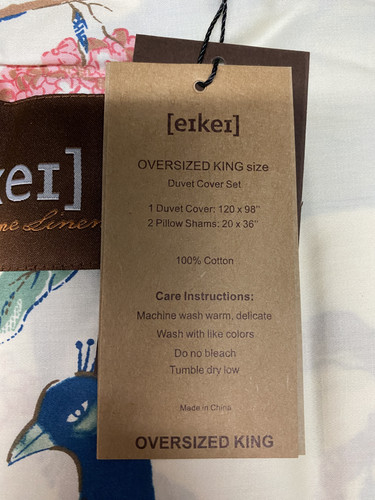 [eɪkeɪ]
OVERSIZED KING size
Duvet Cover Set
1 Duvet Cover: 120 x 98"
2 Pillow Shams: 20 x 36"
100% Cotton
Care Instructions:
Machine wash warm, delicate
Wash with like colors
Do no bleach
Tumble dry low
Made in China
OVERSIZED KING
keɪ]
me Linen